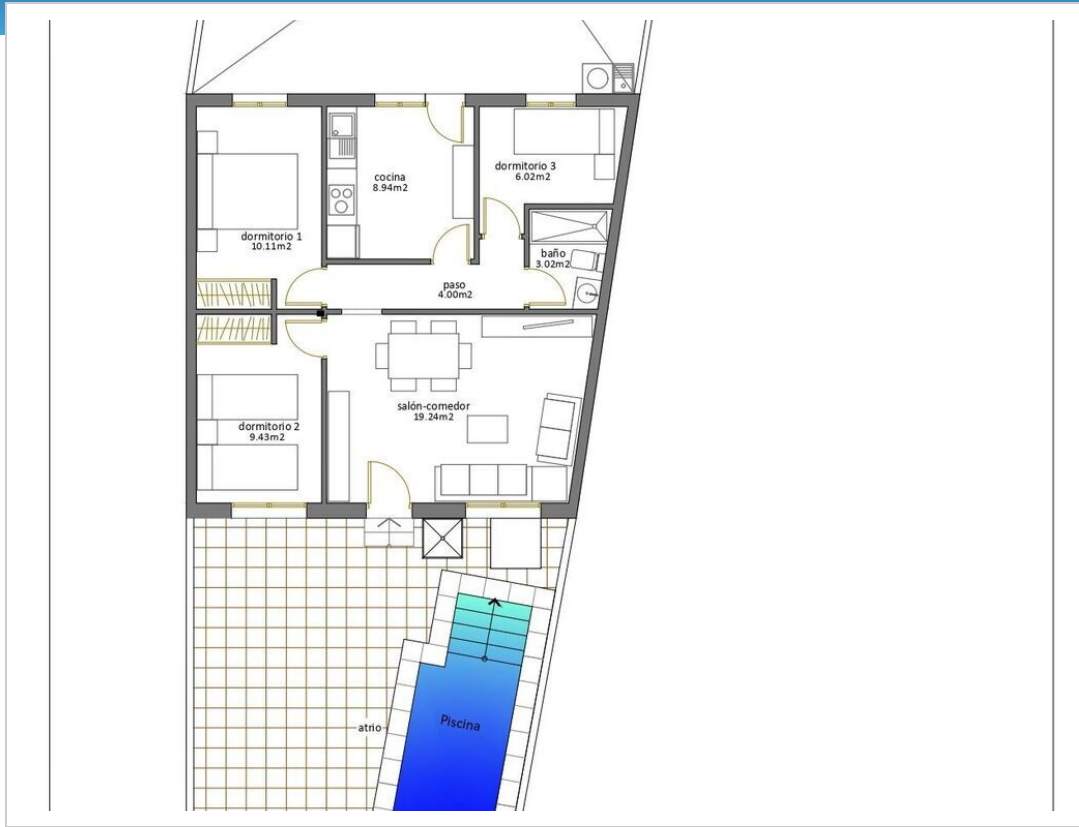 dormitorio 3
6.02m2
cocina
8.94m2
dormitorio 1
10.11m2
baño
3.02m2
paso
4.00m2
salón-comedor
19.24m2
dormitorio 2
9.43m2
atrio
Piscina